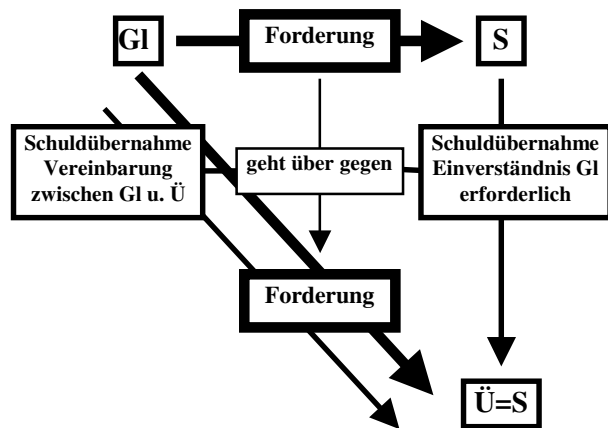 Gl
Forderung
S
Schuldübernahme
Vereinbarung
zwischen Gl u. Ü
geht über gegen
Schuldübernahme
Einverständnis Gl
erforderlich
Forderung
Ü=S